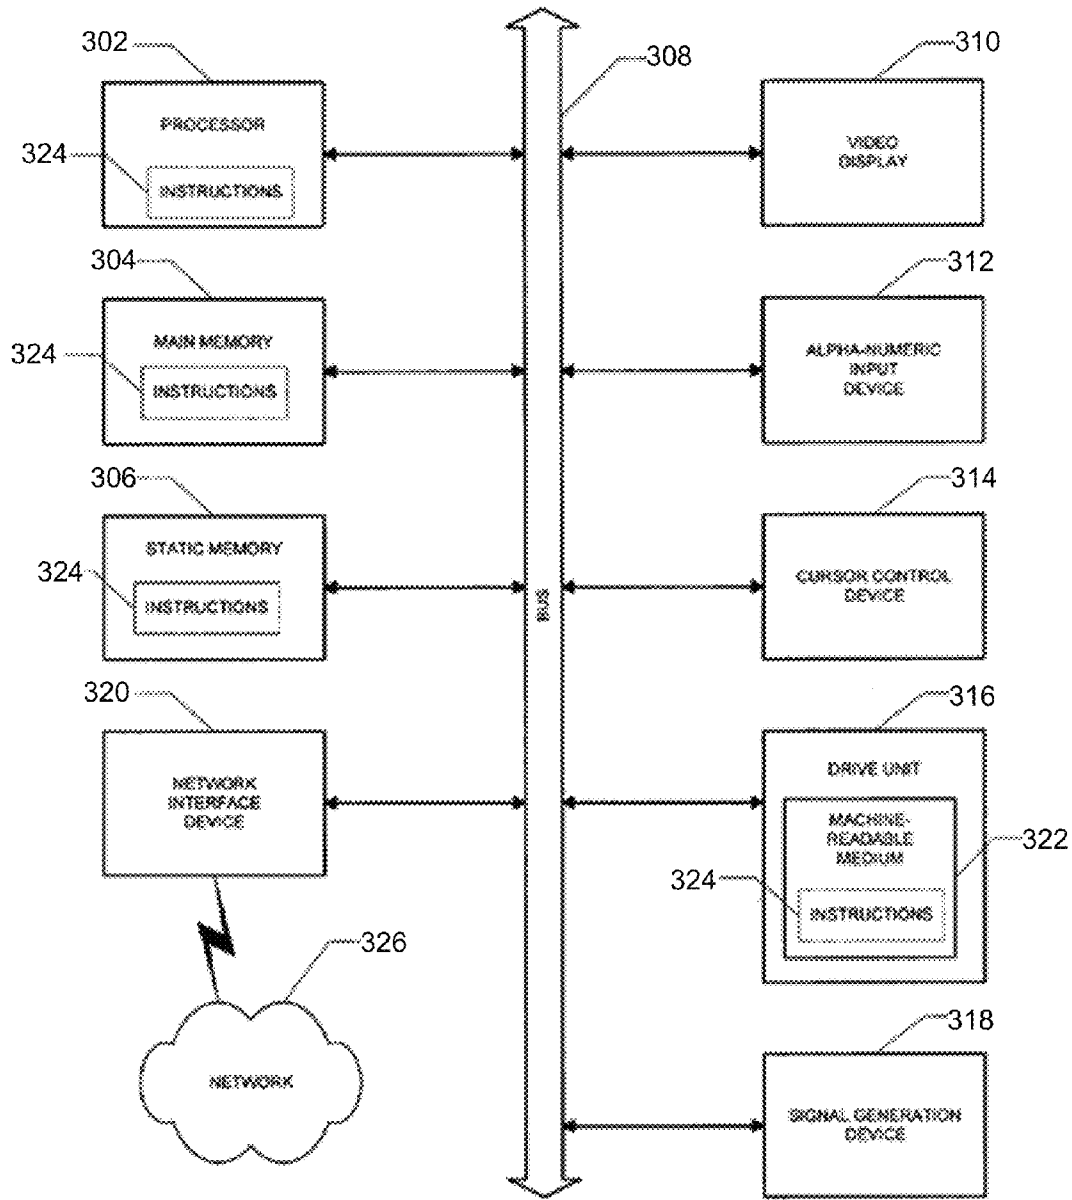 302
PROCESSOR
324
INSTRUCTIONS
304
MAIN MEMORY
324
INSTRUCTIONS
306
STATIC MEMORY
324
INSTRUCTIONS
320
NETWORK
INTERFACE
DEVICE
326
NETWORK
308
BUS
310
VIDEO
DISPLAY
312
ALPHA-NUMERIC
INPUT
DEVICE
314
CURSOR CONTROL
DEVICE
316
DRIVE UNIT
MACHINE-
READABLE
MEDIUM
322
324
INSTRUCTIONS
318
SIGNAL GENERATION
DEVICE